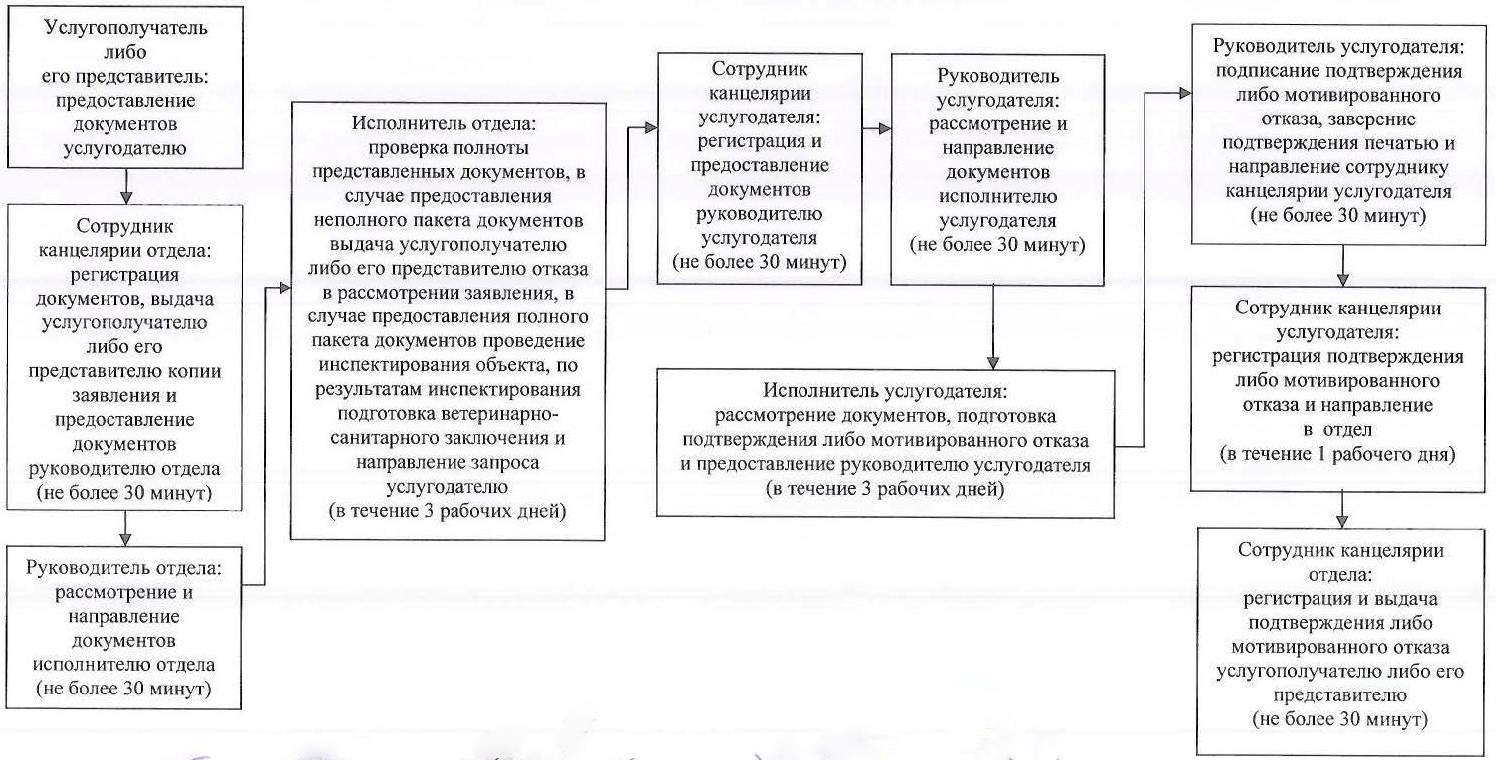 Услугополучатель
либо
его представитель:
предоставление
документов
услугодателю
Сотрудник
канцелярии отдела:
регистрация
документов, выдача
услугополучателю
либо его
представителю копии
заявления и
предоставление
документов
руководителю отдела
(не более 30 минут)
Руководитель отдела:
рассмотрение и
направление
документов
исполнителю отдела
(не более 30 минут)
Исполнитель отдела:
проверка полноты
представленных документов, в
случае предоставления
неполного пакета документов
выдача услугополучателю
либо его представителю отказа
в рассмотрении заявления, в
случае предоставления полного
пакета документов проведение
инспектирования объекта, по
результатам инспектирования
подготовка ветеринарно-
санитарного заключения и
направление запроса
услугодателю
(в течение 3 рабочих дней)
Сотрудник
канцелярии
услугодателя:
регистрация и
предоставление
документов
руководителю
услугодателя
(не более 30 минут)
Руководитель
услугодателя:
рассмотрение и
направление
документов
исполнителю
услугодателя
(не более 30 минут)
Исполнитель услугодателя:
рассмотрение документов, подготовка
подтверждения либо мотивированного отказа
и предоставление руководителю услугодателя
(в течение 3 рабочих дней)
Руководитель услугодателя:
подписание подтверждения
либо мотивированного
отказа, заверение
подтверждения печатью и
направление сотруднику
канцелярии услугодателя
(не более 30 минут)
Сотрудник канцелярии
услугодателя:
регистрация подтверждения
либо мотивированного
отказа и направление
в отдел
(в течение 1 рабочего дня)
Сотрудник канцелярии
отдела:
регистрация и выдача
подтверждения либо
мотивированного отказа
услугополучателю либо его
представителю
(не более 30 минут)